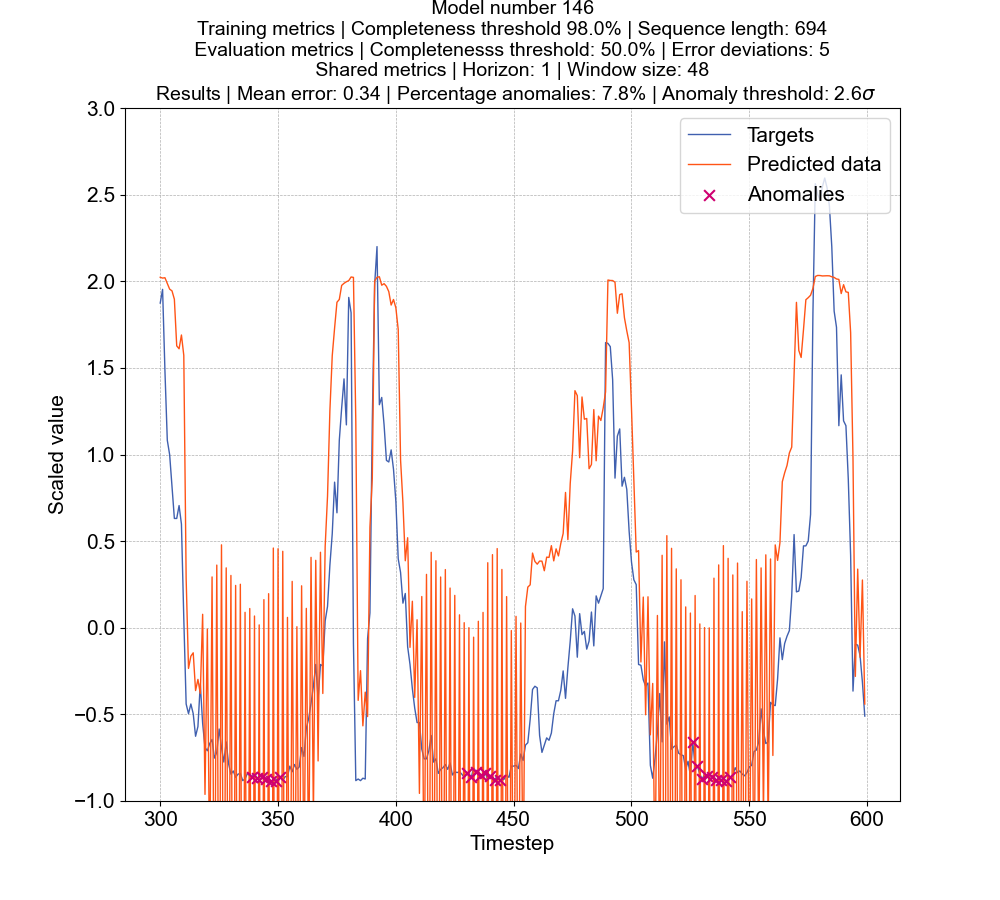 Model number 146
Training metrics | Completeness threshold 98.0% | Sequence length: 694
Evaluation metrics | Completenesss threshold: 50.0% | Error deviations: 5
Shared metrics | Horizon: 1 | Window size: 48
Results | Mean error: 0.34 | Percentage anomalies: 7.8% | Anomaly threshold: 2.6σ
3.0
2.5
2.0
1.5
1.0
0.5
0.0
−0.5
−1.0
Scaled value
Targets
Predicted data
Anomalies
300 350 400 450 500 550 600
Timestep